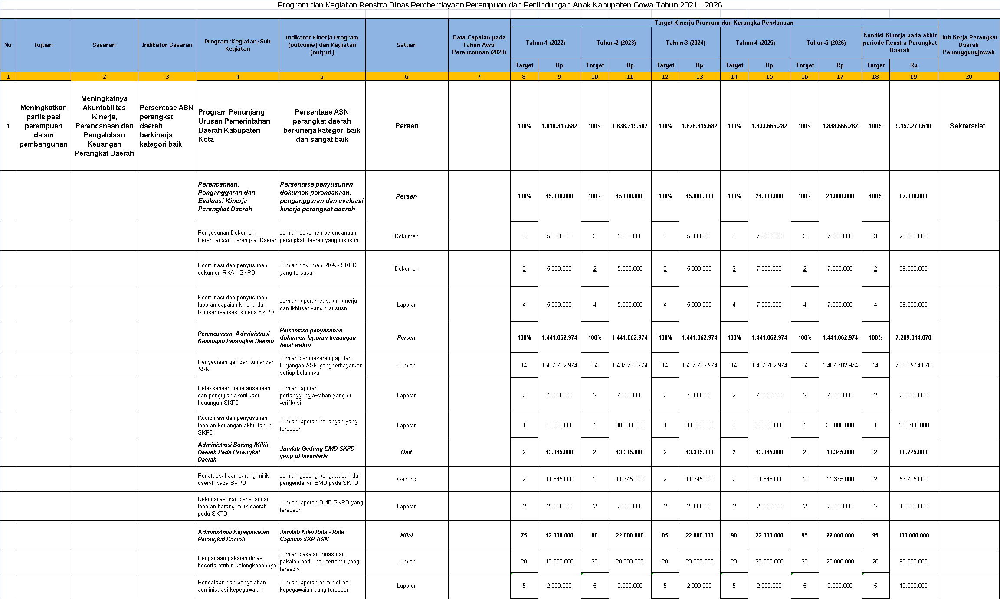 Program dan Kegiatan Renstra Dinas Pemberdayaan Perempuan dan Perlindungan Anak Kabupaten Gowa Tahun 2021 - 2026
No
Tujuan
Sasaran
Indikator Sasaran
Program/Kegiatan/Sub
Kegiatan
Indikator Kinerja Program
(outcome) dan Kegiatan
(output)
Satuan
Data Capaian pada
Tahun Awal
Perencanaan (2020)
Target Kinerja Program dan Kerangka Pendanaan
Tahun-1 (2022)
Tahun-2 (2023)
Tahun-3 (2024)
Tahun-4 (2025)
Tahun-5 (2026)
Kondisi Kinerja pada akhir
periode Renstra Perangkat
Daerah
Unit Kerja Perangkat
Daerah
Penanggungjawab
Target Rp Target Rp Target Rp Target Rp Target Rp Target Rp
1 2 3 4 5 6 7 8 9 10 11 12 13 14 15 16 17 18 19 20
1
Meningkatkan
partisipasi
perempuan
dalam
pembangunan
Meningkatnya
Akuntabilitas
Kinerja,
Perencanaan dan
Pengelolaan
Keuangan
Perangkat Daerah
Persentase ASN
perangkat
daerah
berkinerja
kategori baik
Program Penunjang
Urusan Pemerintahan
Daerah Kabupaten
Kota
Persentase ASN
perangkat daerah
berkinerja kategori baik
dan sangat baik
Persen
100% 1.818.315.682 100% 1.838.315.682 100% 1.828.315.682 100% 1.833.666.282 100% 1.838.666.282 100% 9.157.279.610
Sekretariat
Perencanaan,
Penganggaran dan
Evaluasi Kinerja
Perangkat Daerah
Persentase penyusunan
dokumen perencanaan,
penganggaran dan evaluasi
kinerja perangkat daerah
Persen
100% 15.000.000 100% 15.000.000 100% 15.000.000 100% 21.000.000 100% 21.000.000 100% 87.000.000
Penyusunan Dokumen
Perencanaan Perangkat Daerah
Jumlah dokumen perencanaan
perangkat daerah yang disusun
Dokumen
3 5.000.000 3 5.000.000 3 5.000.000 3 7.000.000 3 7.000.000 3 29.000.000
Koordinasi dan penyusunan
dokumen RKA - SKPD
Jumlah dokumen RKA - SKPD
yang tersusun
Dokumen
2 5.000.000 2 5.000.000 2 5.000.000 2 7.000.000 2 7.000.000 2 29.000.000
Koordinasi dan penyusunan
laporan capaian kinerja dan
Ikhtisar realisasi kinerja SKPD
Jumlah laporan capaian kinerja
dan Ikhtisar yang disususn
Laporan
4 5.000.000 4 5.000.000 4 5.000.000 4 7.000.000 4 7.000.000 4 29.000.000
Perencanaan, Administrasi
Keuangan Perangkat Daerah
Persentase penyusunan
dokumen laporan keuangan
tepat waktu
Persen
100% 1.441.862.974 100% 1.441.862.974 100% 1.441.862.974 100% 1.441.862.974 100% 1.441.862.974 100% 7.209.314.870
Penyediaan gaji dan tunjangan
ASN
Jumlah pembayaran gaji dan
tunjangan ASN yang terbayarkan
setiap bulannya
Jumlah
14 1.407.782.974 14 1.407.782.974 14 1.407.782.974 14 1.407.782.974 14 1.407.782.974 14 7.038.914.870
Pelaksanaan penatausahaan
dan pengujian / verifikasi
keuangan SKPD
Jumlah laporan
pertanggungjawaban yang di
verifikasi
Laporan
2 4.000.000 2 4.000.000 2 4.000.000 2 4.000.000 2 4.000.000 2 20.000.000
Koordinasi dan penyusunan
laporan keuangan akhir tahun
SKPD
Jumlah laporan keuangan yang
tersusun
Laporan
1 30.080.000 1 30.080.000 1 30.080.000 1 30.080.000 1 30.080.000 1 150.400.000
Administrasi Barang Milik
Daerah Pada Perangkat
Daerah
Jumlah Gedung BMD SKPD
yang di Inventaris
Unit
2 13.345.000 2 13.345.000 2 13.345.000 2 13.345.000 2 13.345.000 2 66.725.000
Penatausahaan barang milik
daerah pada SKPD
Jumlah gedung pengawasan dan
pengendalian BMD pada SKPD
Gedung
2 11.345.000 2 11.345.000 2 11.345.000 2 11.345.000 2 11.345.000 2 56.725.000
Rekonsilasi dan penyusunan
laporan barang milik daerah
pada SKPD
Jumlah laporan BMD-SKPD yang
tersusun
Laporan
'2 2.000.000 '2 2.000.000 '2 2.000.000 '2 2.000.000 '2 2.000.000 '2 10.000.000
Administrasi Kepegawaian
Perangkat Daerah
Jumlah Nilai Rata - Rata
Capaian SKP ASN
Nilai
75 12.000.000 80 22.000.000 85 22.000.000 90 22.000.000 95 22.000.000 95 100.000.000
Pengadaan pakaian dinas
beserta atribut kelengkapannya
Jumlah pakaian dinas dan
pakaian hari - hari tertentu yang
tersedia
Jumlah
20 10.000.000 20 20.000.000 20 20.000.000 20 20.000.000 20 20.000.000 20 90.000.000
Pendataan dan pengolahan
administrasi kepegawaian
Jumlah laporan administrasi
kepegawaian yang tersusun
Laporan
5 2.000.000 5 2.000.000 5 2.000.000 5 2.000.000 5 2.000.000 5 10.000.000